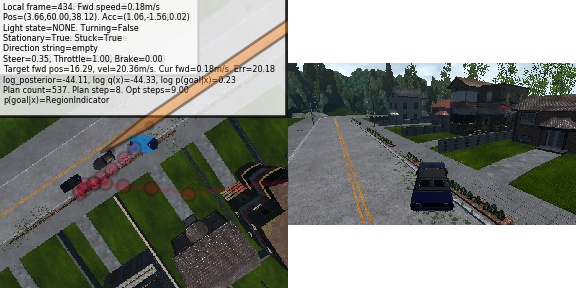 Local frame=434. Fwd speed=0.18m/s
Pos=(3.66,60.00,38.12). Acc=(1.06,-1.56,0.02)
Light state=NONE. Turning=False
Stationary=True. Stuck=True
Direction string=empty
Steer=0.35, Throttle=1.00, Brake=0.00
Target fwd pos=16.29, vel=20.36m/s. Cur fwd=0.18m/s, Err=20.18
log_posterior=-44.11, log q(x)=-44.33, log p(goal|x)=0.23
Plan count=537. Plan step=8. Opt steps=9.00
p(goal|x)=RegionIndicator